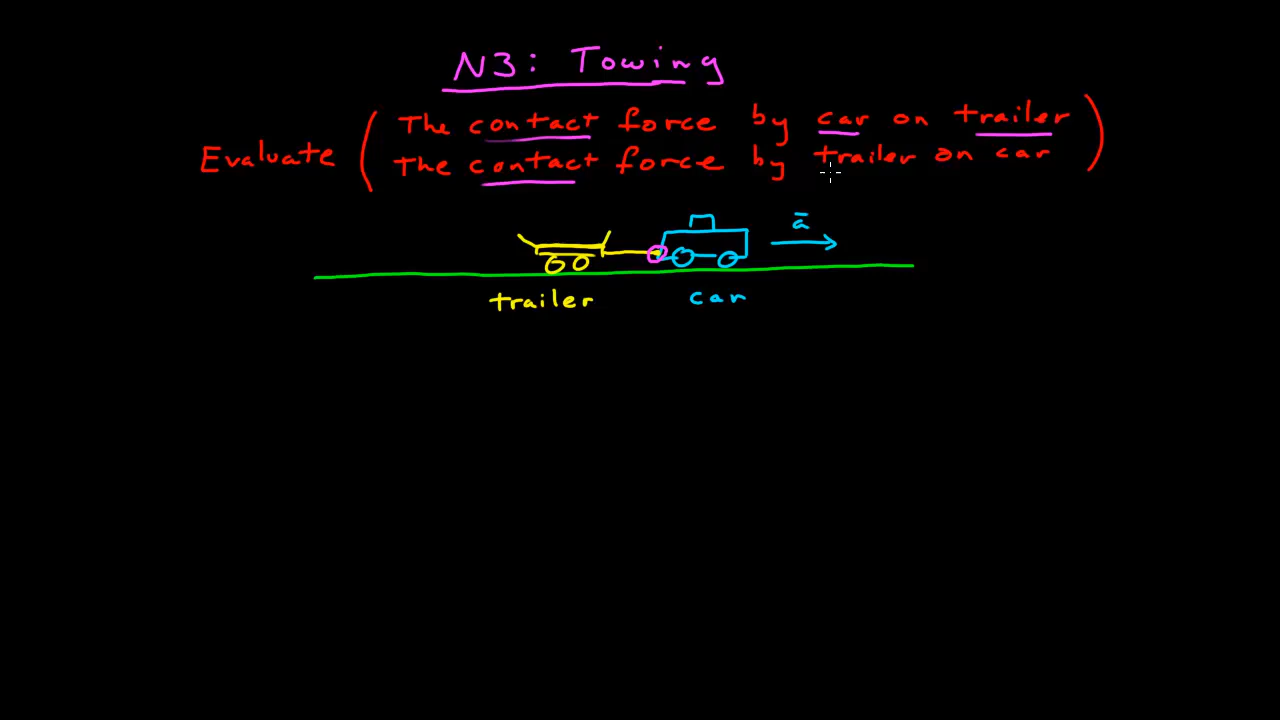 N3: Towing
The contact force by car on trailer
Evaluate
The contact force by trailer on car
a̅
trailer car